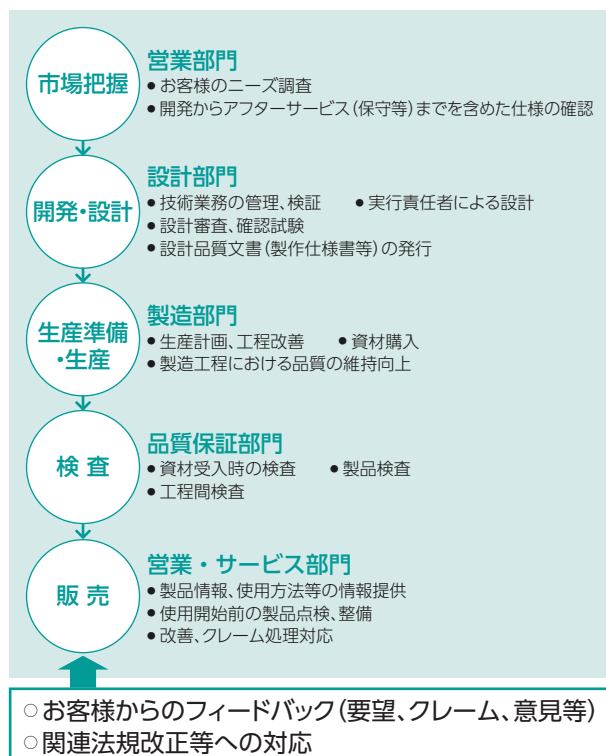 市場把握
営業部門
●お客様のニーズ調査
●開発からアフターサービス(保守等)までを含めた仕様の確認
開発・設計
設計部門
●技術業務の管理、検証 ●実行責任者による設計
●設計審査、確認試験
●設計品質文書(製作仕様書等)の発行
生産準備
・生産
製造部門
●生産計画、工程改善 ●資材購入
●製造工程における品質の維持向上
検 査
品質保証部門
●資材受入時の検査 ●製品検査
●工程間検査
販 売
営業・サービス部門
●製品情報、使用方法等の情報提供
●使用開始前の製品点検、整備
●改善、クレーム処理対応
○お客様からのフィードバック(要望、クレーム、意見等)
○関連法規改正等への対応